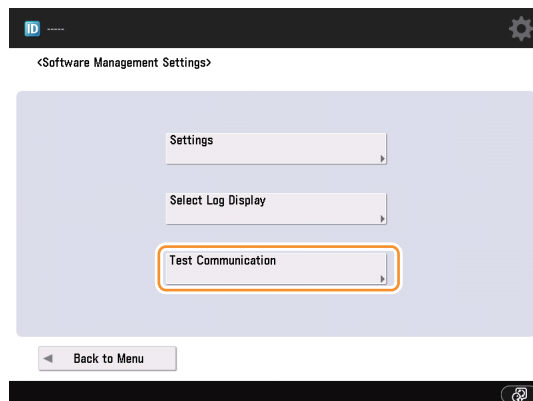 ID -----
<Software Management Settings>
Settings
Select Log Display
Test Communication
Back to Menu